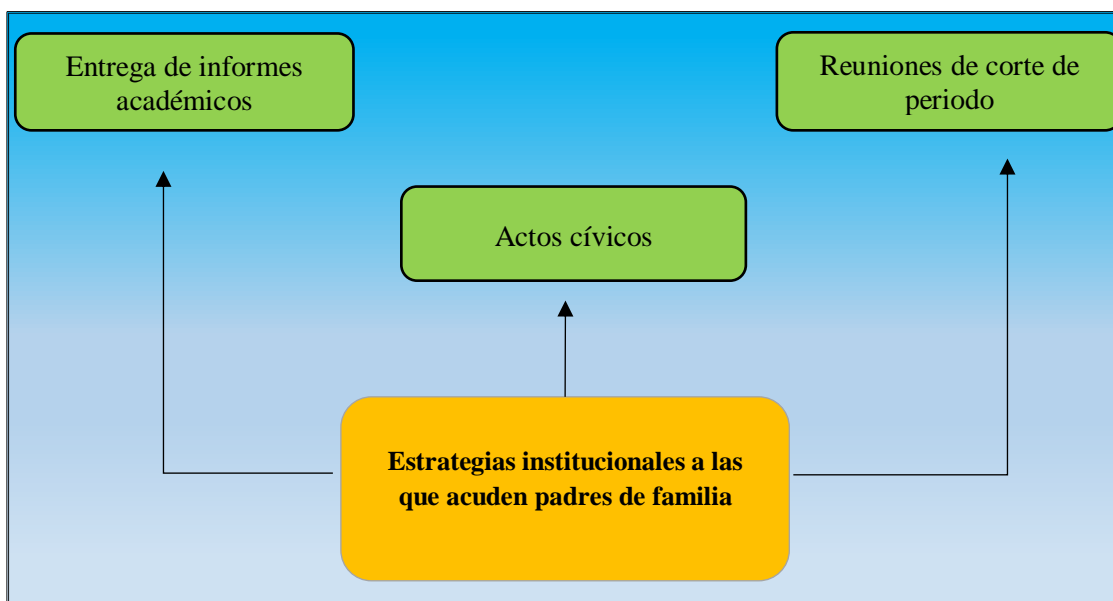 Entrega de informes
académicos
Reuniones de corte de
periodo
Actos cívicos
Estrategias institucionales a las
que acuden padres de familia